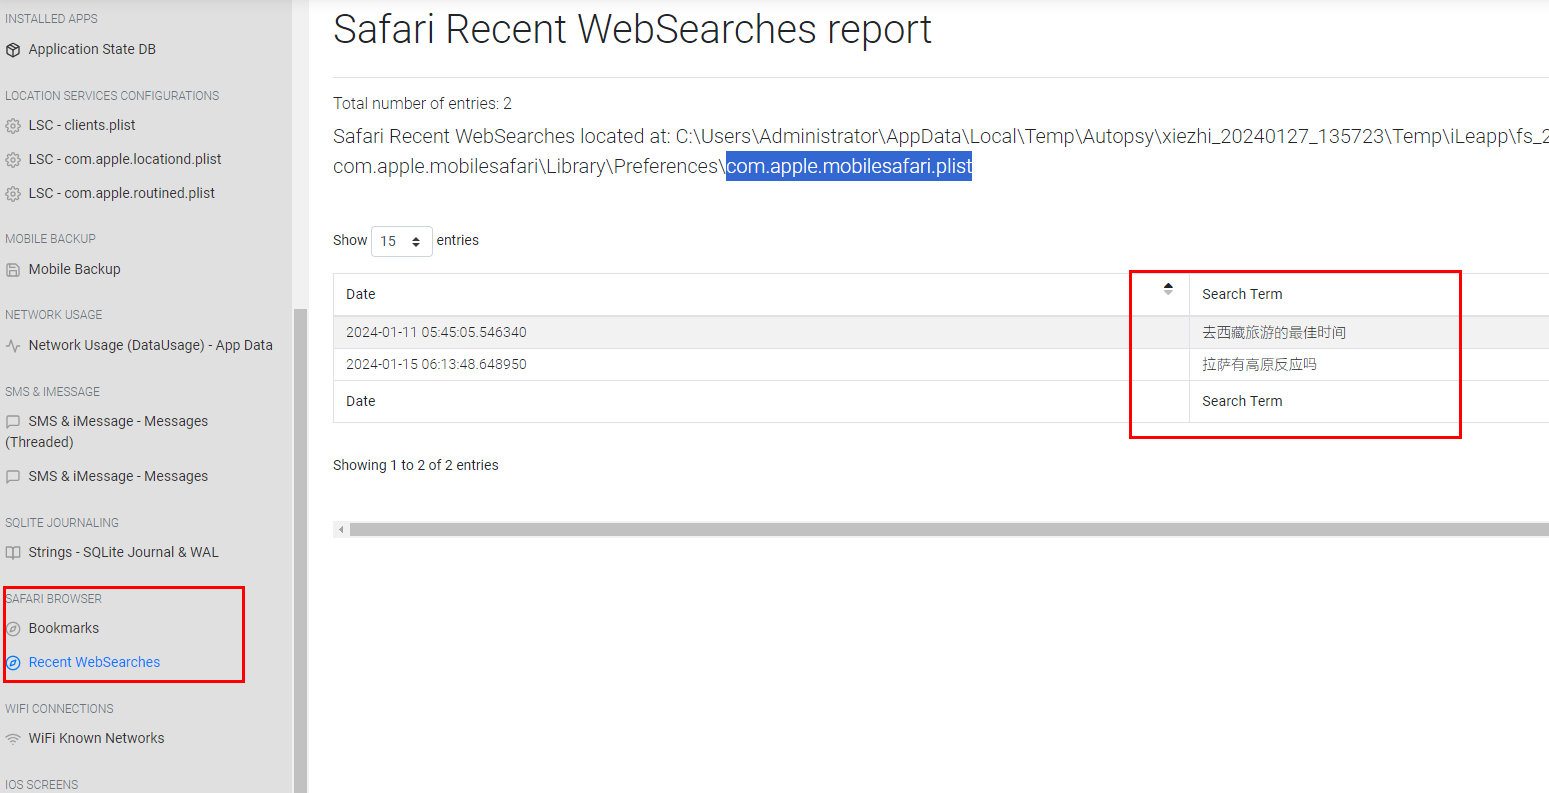 INSTALLED APPS
Application State DB
LOCATION SERVICES CONFIGURATIONS
LSC - clients.plist
LSC - com.apple.locationd.plist
LSC - com.apple.routined.plist
MOBILE BACKUP
Mobile Backup
NETWORK USAGE
Network Usage (DataUsage) - App Data
SMS & IMESSAGE
SMS & iMessage - Messages
(Threaded)
SMS & iMessage - Messages
SQLITE JOURNALING
Strings - SQLite Journal & WAL
SAFARI BROWSER
Bookmarks
Recent WebSearches
WIFI CONNECTIONS
WiFi Known Networks
IOS SCREENS
Safari Recent WebSearches report
Total number of entries: 2
Safari Recent WebSearches located at: C:\Users\Administrator\AppData\Local\Temp\Autopsy\xiezhi_20240127_135723\Temp\iLeapp\fs_2
com.apple.mobilesafari\Library\Preferences\com.apple.mobilesafari.plist
Show 15 entries
Date Search Term
2024-01-11 05:45:05.546340 去西藏旅游的最佳时间
2024-01-15 06:13:48.648950 拉萨有高原反应吗
Date Search Term
Showing 1 to 2 of 2 entries